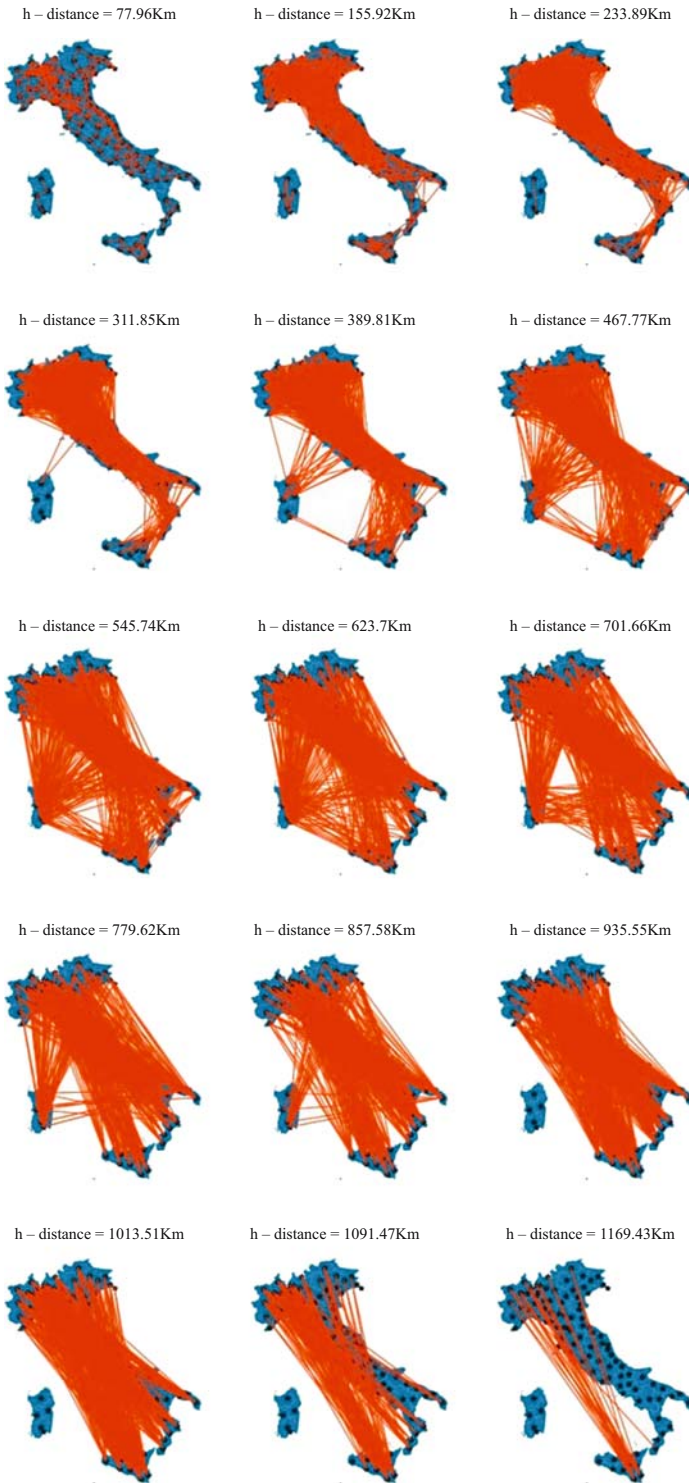 h – distance = 77.96Km
h – distance = 155.92Km
h – distance = 233.89Km
h – distance = 311.85Km
h – distance = 389.81Km
h – distance = 467.77Km
h – distance = 545.74Km
h – distance = 623.7Km
h – distance = 701.66Km
h – distance = 779.62Km
h – distance = 857.58Km
h – distance = 935.55Km
h – distance = 1013.51Km
h – distance = 1091.47Km
h – distance = 1169.43Km